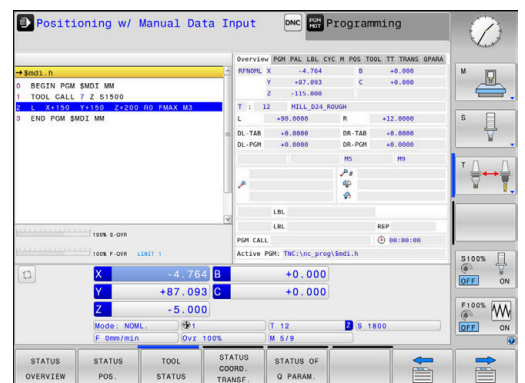 Positioning w/ Manual Data Input
DNC
PGM MGT
Programming
→$mdi.h
0 BEGIN PGM $MDI MM
1 TOOL CALL 7 Z S1500
2 L X+150 Y+150 Z+200 R0 FMAX M3
3 END PGM $MDI MM
Overview PGM PAL LBL CYC M POS TOOL TT TRANS QPARA
RFNOML X -4.764 B +0.000
Y +87.093 C +0.000
Z -115.000
T : 12 MILL_D24_ROUGH
L +90.0000 R +12.0000
DL-TAB +0.0000 DR-TAB +0.0000
DL-PGM +0.0000 DR-PGM +0.0000
M5 M9
LBL
LBL REP
PGM CALL 00:00:00
Active PGM: TNC:\nc_prog\$mdi.h
100% S-OVR
100% F-OVR LIMIT 1
X -4.764 B +0.000
Y +87.093 C +0.000
Z -5.000
Mode: NOML. 1 T 12 Z S 1800
F 0mm/min Ovr 100% M 5/9
M
S
T
S100%
OFF ON
F100%
OFF ON
STATUS OVERVIEW
STATUS POS.
TOOL STATUS
STATUS COORD. TRANSF.
STATUS OF Q PARAM.